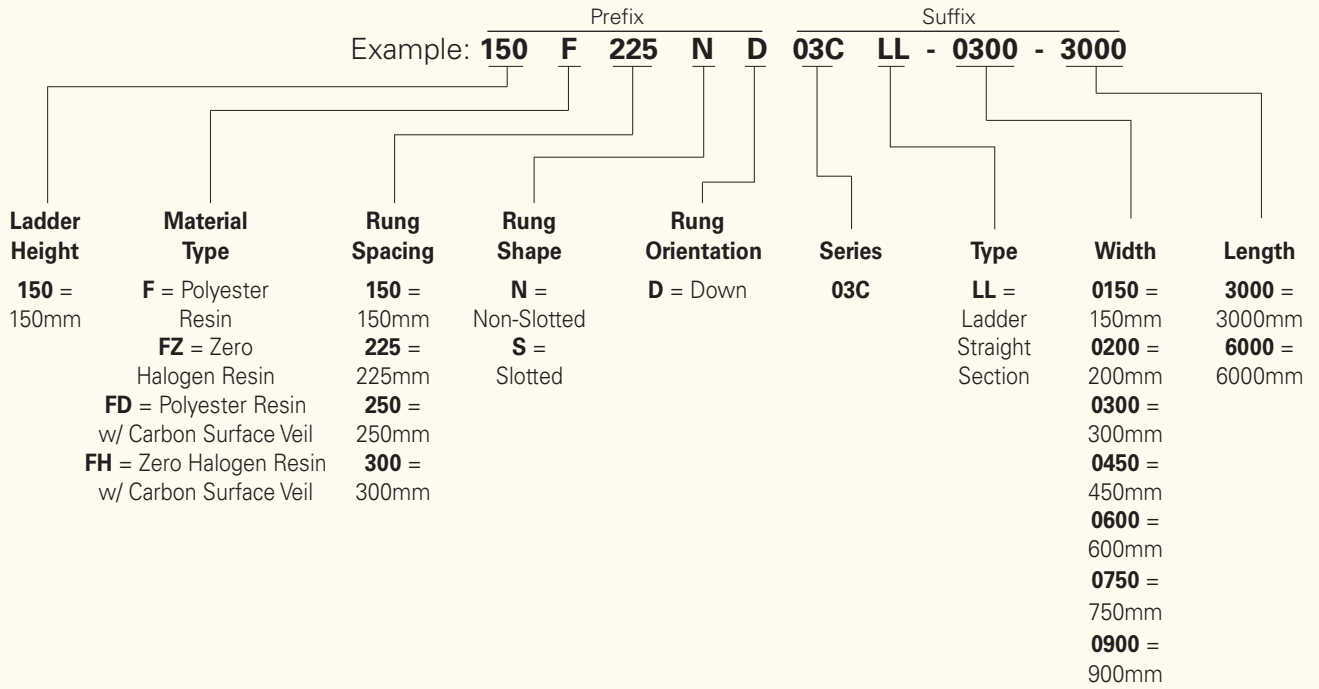 Prefix
Suffix
Example: 150 F 225 N D 03C LL - 0300 - 3000
Ladder
Height
150 =
150mm
Material
Type
F = Polyester
Resin
FZ = Zero
Halogen Resin
FD = Polyester Resin
w/ Carbon Surface Veil
FH = Zero Halogen Resin
w/ Carbon Surface Veil
Rung
Spacing
150 =
150mm
225 =
225mm
250 =
250mm
300 =
300mm
Rung
Shape
N =
Non-Slotted
S =
Slotted
Rung
Orientation
D = Down
Series
03C
Type
LL =
Ladder
Straight
Section
Width
0150 =
150mm
0200 =
200mm
0300 =
300mm
0450 =
450mm
0600 =
600mm
0750 =
750mm
0900 =
900mm
Length
3000 =
3000mm
6000 =
6000mm